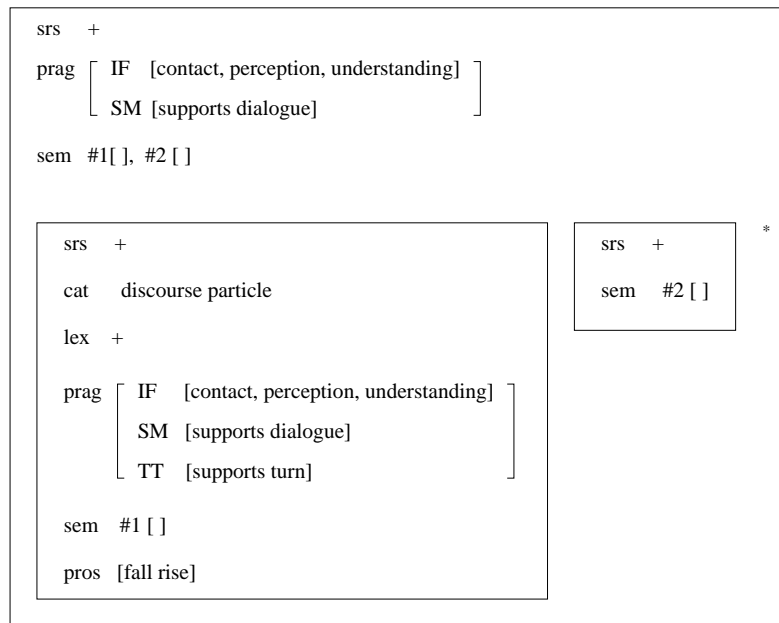 srs +
prag IF [contact, perception, understanding]
SM [supports dialogue]
sem #1[ ], #2 [ ]
srs +
cat discourse particle
lex +
prag IF [contact, perception, understanding]
SM [supports dialogue]
TT [supports turn]
sem #1 [ ]
pros [fall rise]
srs +
sem #2 [ ]
*